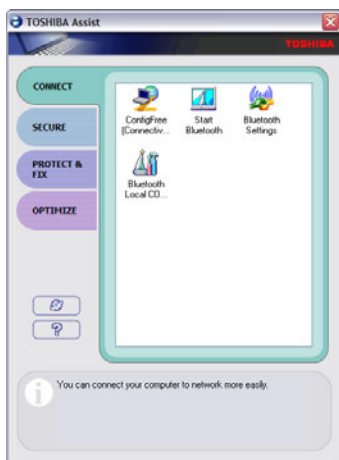 TOSHIBA Assist
TOSHIBA
CONNECT
SECURE
PROTECT &
FIX
OPTIMIZE
ConfigFree
(Connectiv...
Start
Bluetooth
Bluetooth
Settings
Bluetooth
Local CO...
You can connect your computer to network more easily.